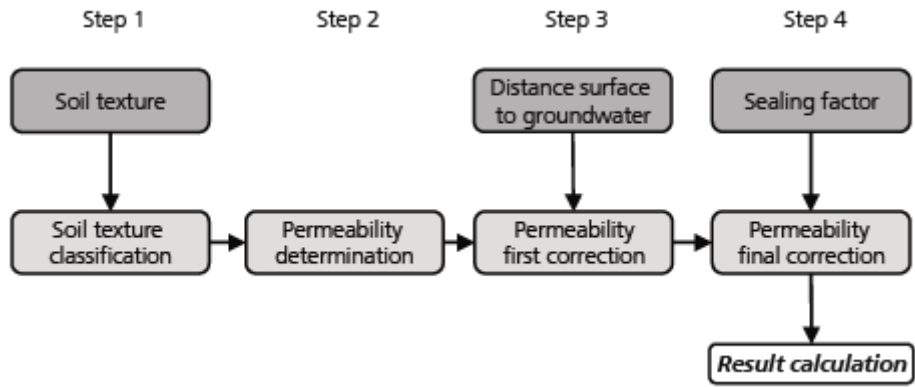 Step 1
Step 2
Step 3
Step 4
Soil texture
Distance surface
to groundwater
Sealing factor
Soil texture
classification
Permeability
determination
Permeability
first correction
Permeability
final correction
Result calculation